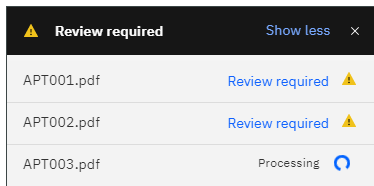 Review required Show less
APT001.pdf Review required
APT002.pdf Review required
APT003.pdf Processing